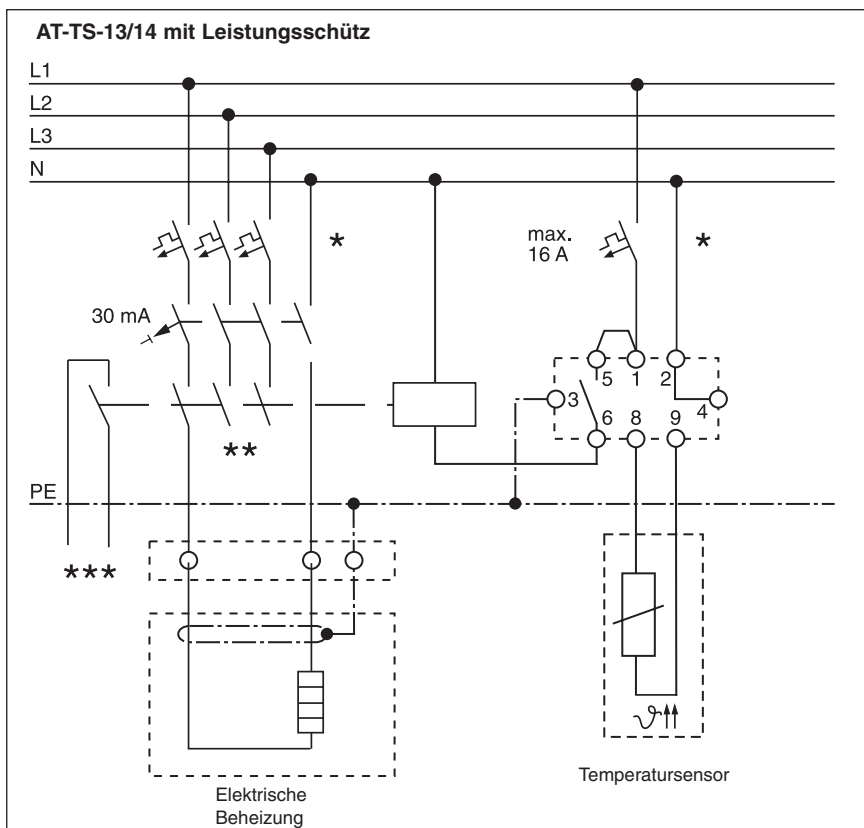 AT-TS-13/14 mit Leistungsschütz
L1
L2
L3
N
*
max.
16 A
*
30 mA
5 1 2
3
4
6 8 9
**
PE
***
ϑ
Temperatursensor
Elektrische
Beheizung